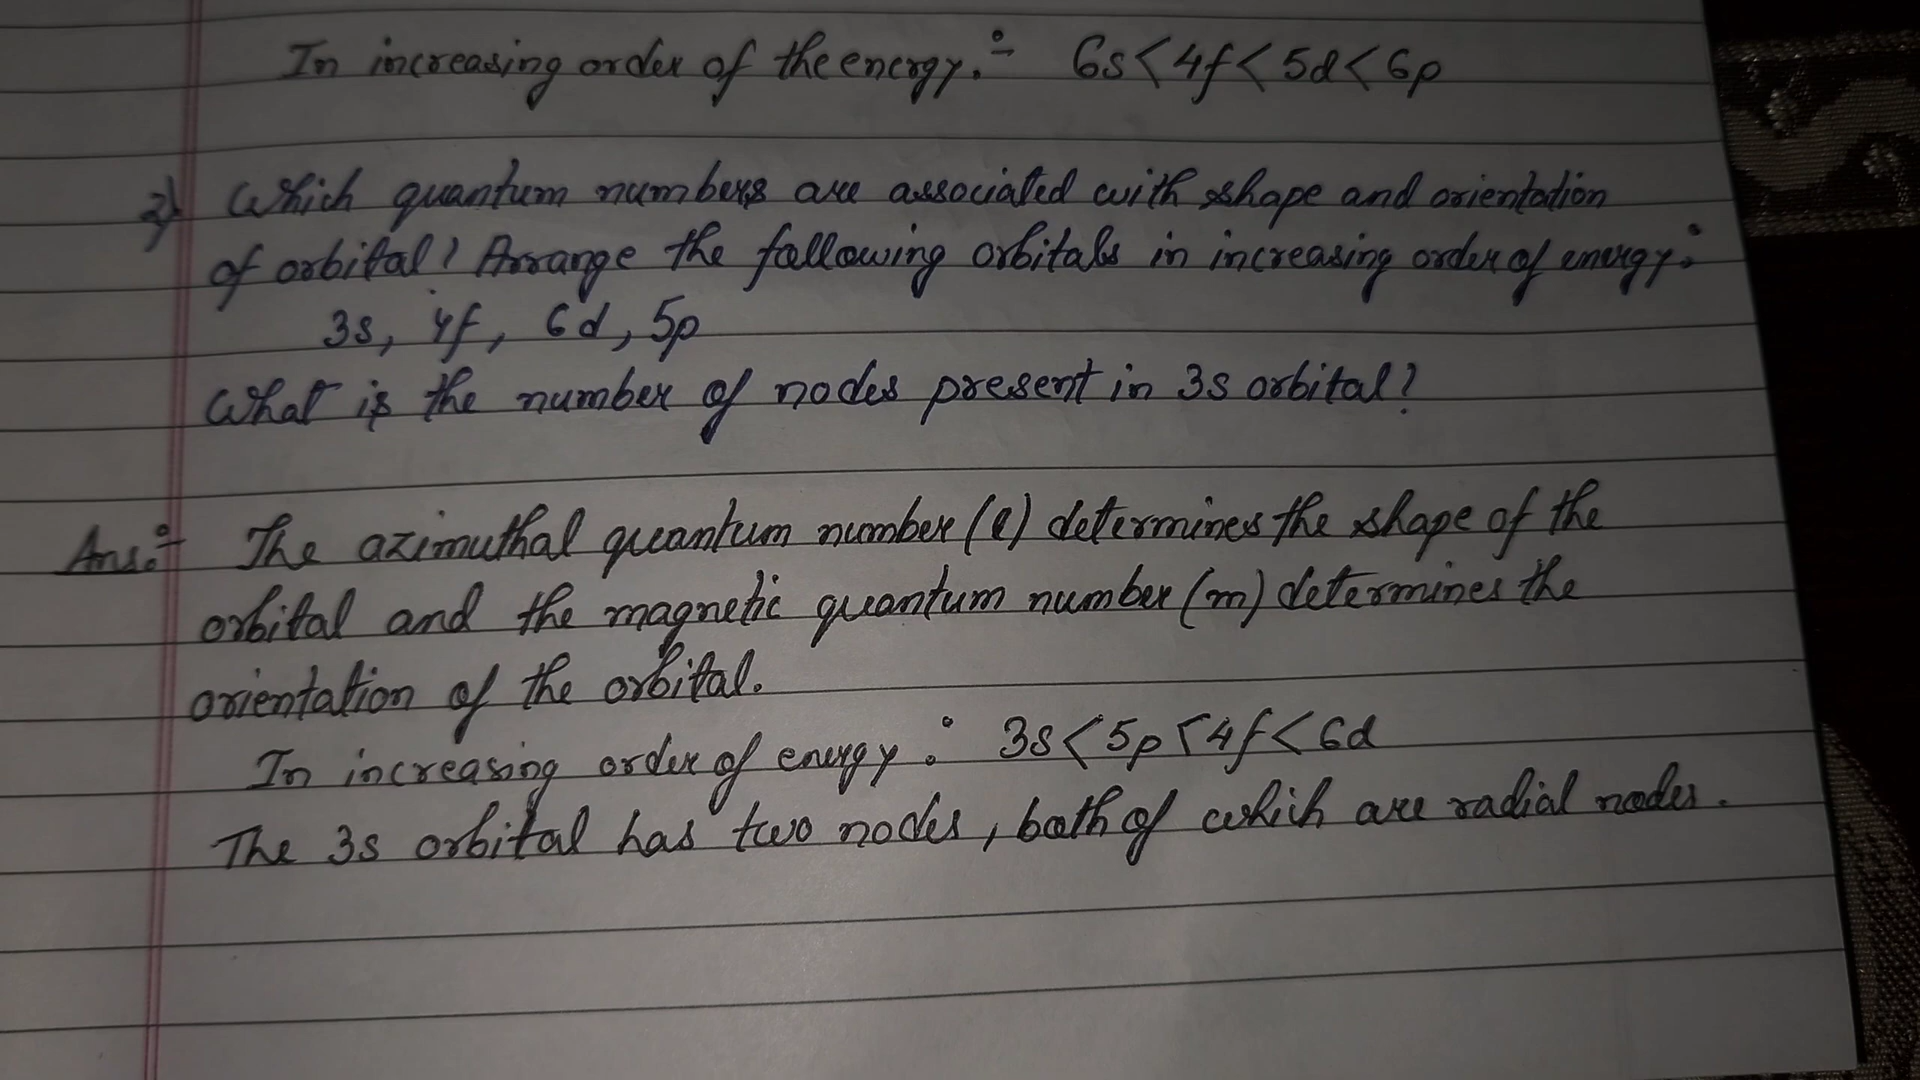 In increasing order of the energy :- 6s < 4f < 5d < 6p
2) Which quantum numbers are associated with shape and orientation
of orbital? Arrange the following orbitals in increasing order of energy :
3s, 4f, 6d, 5p
What is the number of nodes present in 3s orbital?
Ans :- The azimuthal quantum number (l) determines the shape of the
orbital and the magnetic quantum number (m) determines the
orientation of the orbital.
In increasing order of energy : 3s < 5p < 4f < 6d
The 3s orbital has two nodes, both of which are radial nodes.